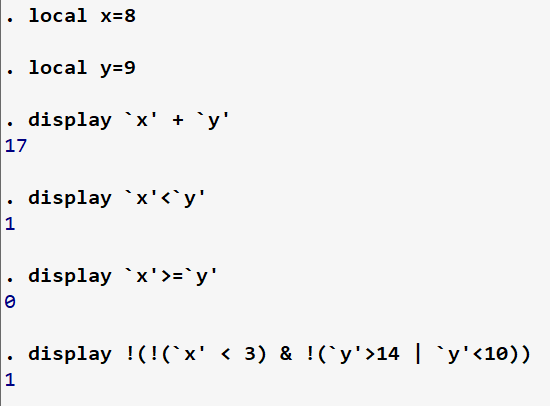 . local x=8
. local y=9
. display `x' + `y'
17
. display `x'<`y'
1
. display `x'>=`y'
0
. display !(!(`x' < 3) & !(`y'>14 | `y'<10))
1